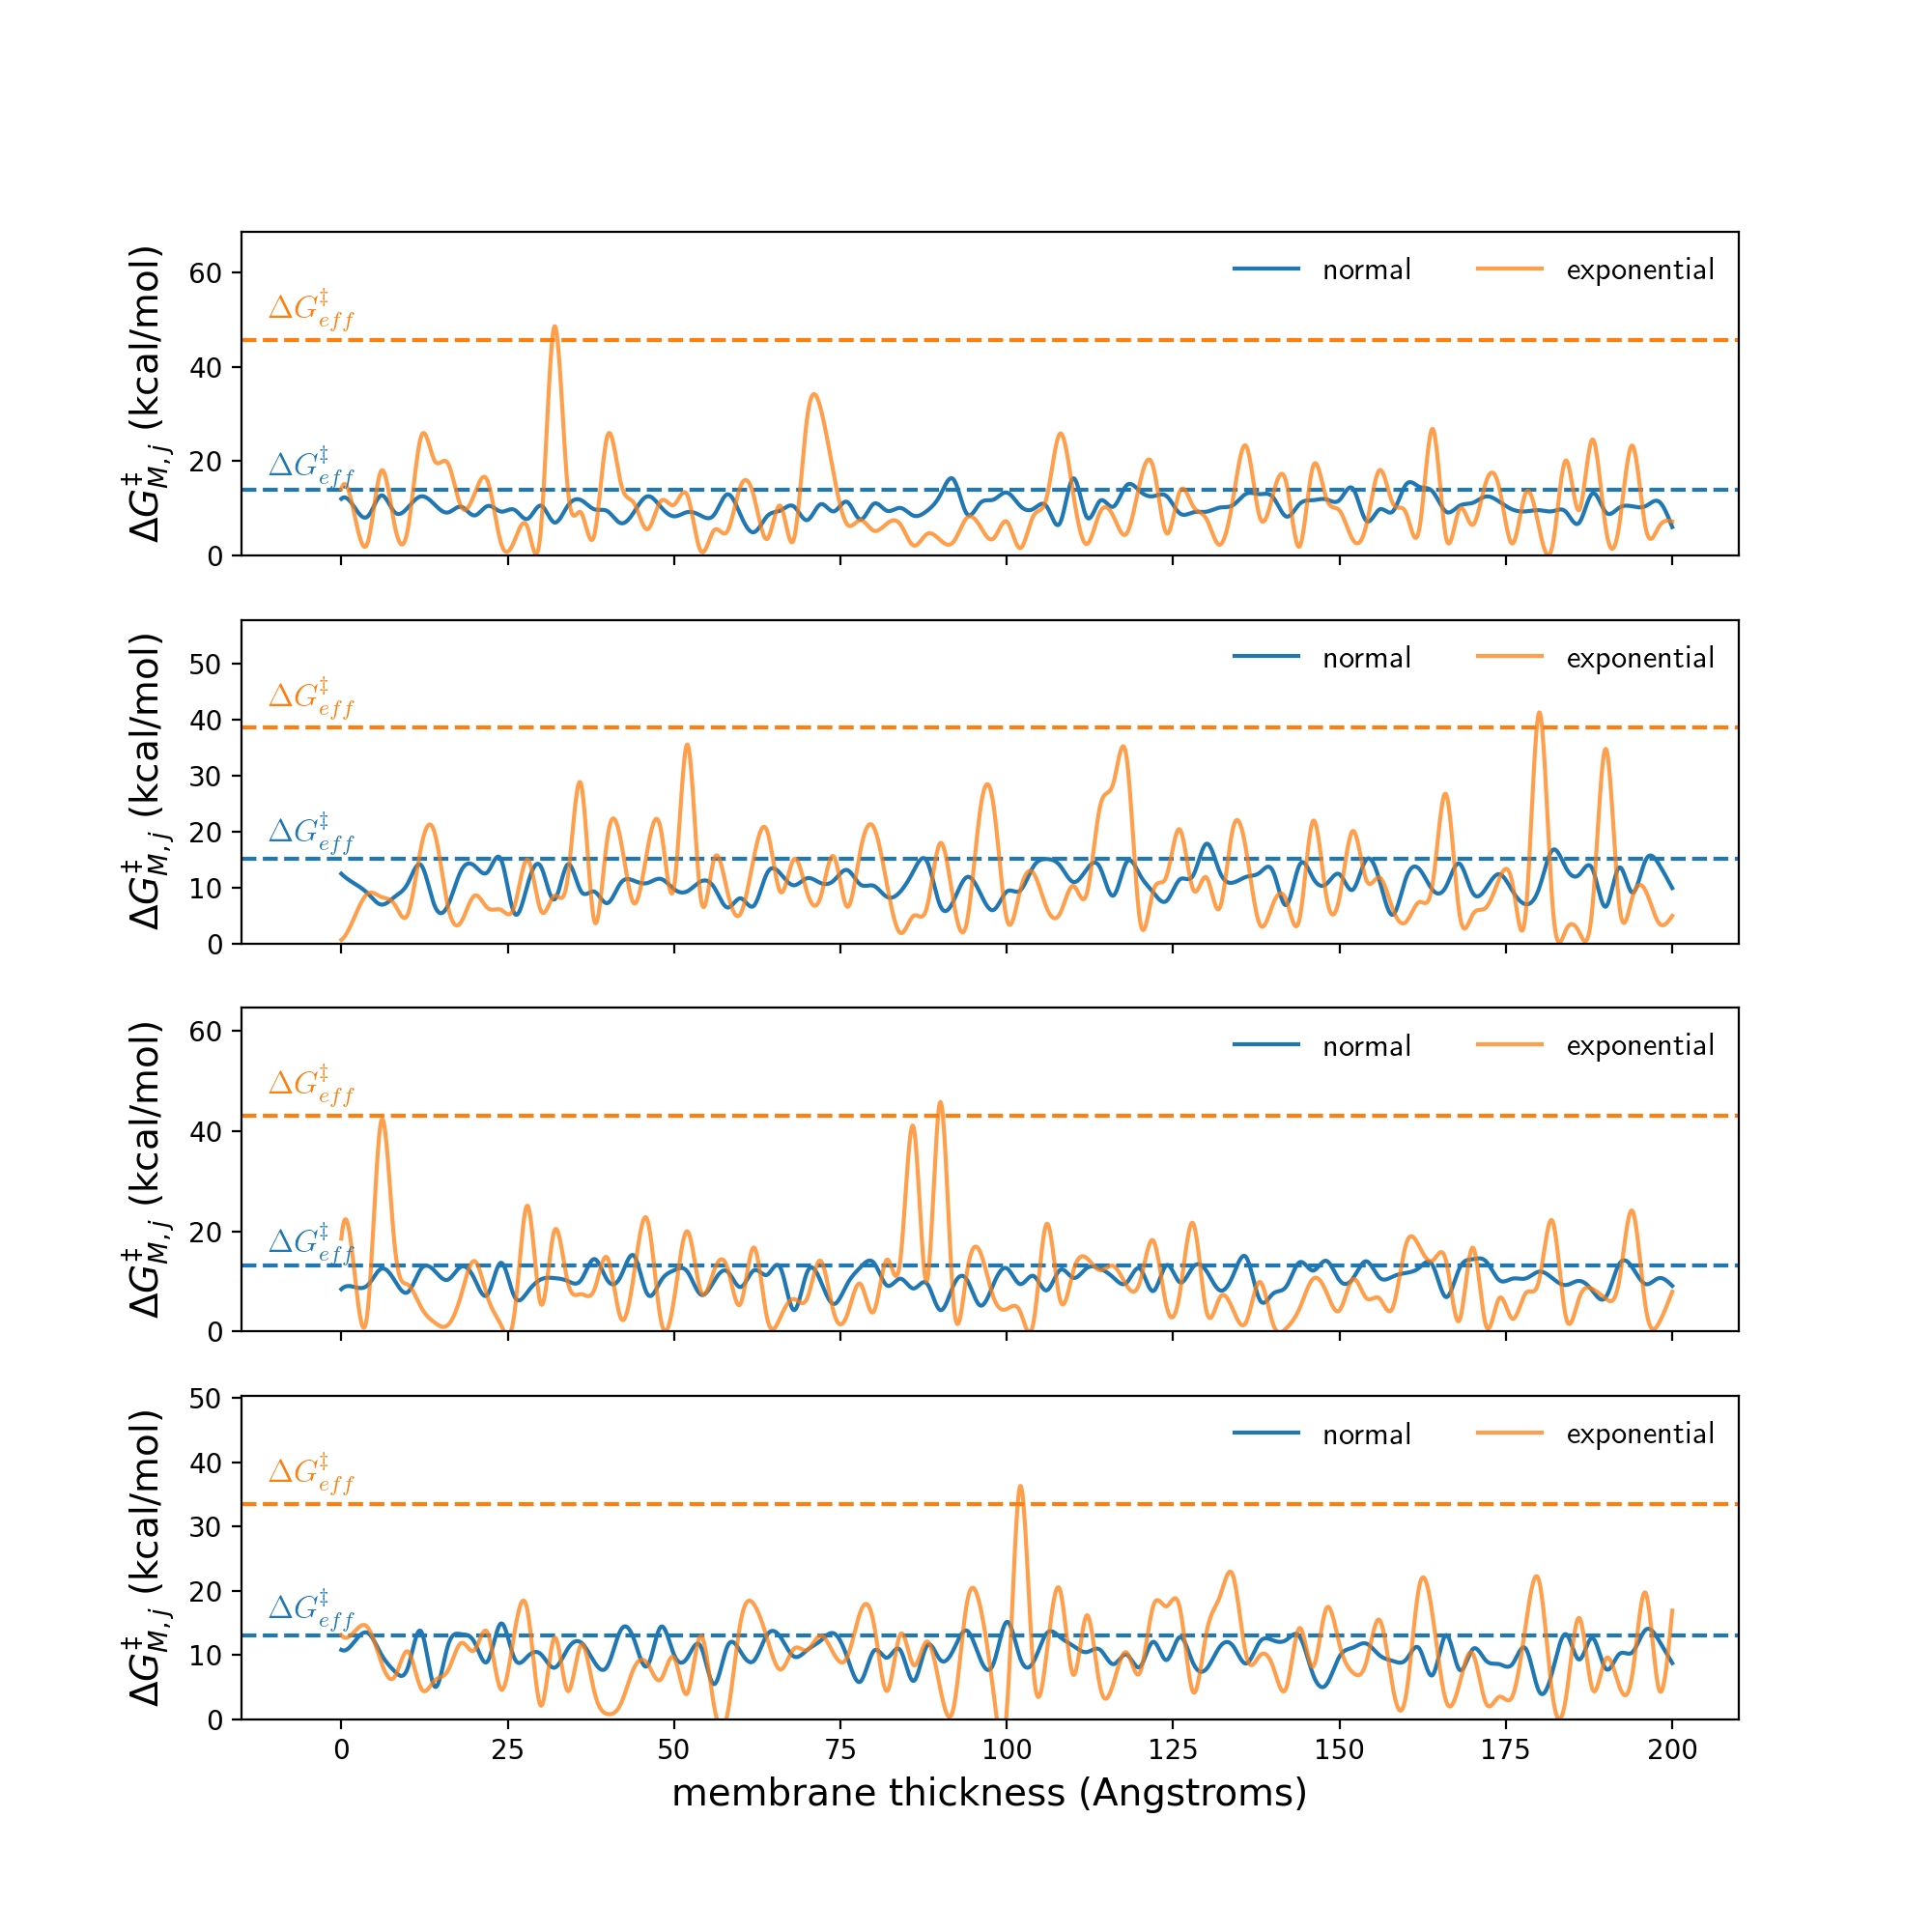 60
40
20
0
ΔG‡M, j (kcal/mol)
ΔG‡eff
ΔG‡eff
normal exponential
50
40
30
20
10
0
ΔG‡M, j (kcal/mol)
ΔG‡eff
ΔG‡eff
normal exponential
60
40
20
0
ΔG‡M, j (kcal/mol)
ΔG‡eff
ΔG‡eff
normal exponential
50
40
30
20
10
0
ΔG‡M, j (kcal/mol)
ΔG‡eff
ΔG‡eff
normal exponential
0 25 50 75 100 125 150 175 200
membrane thickness (Angstroms)